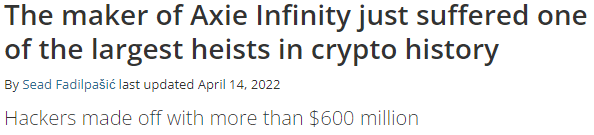 The maker of Axie Infinity just suffered one
of the largest heists in crypto history
By Sead Fadilpašić last updated April 14, 2022
Hackers made off with more than $600 million